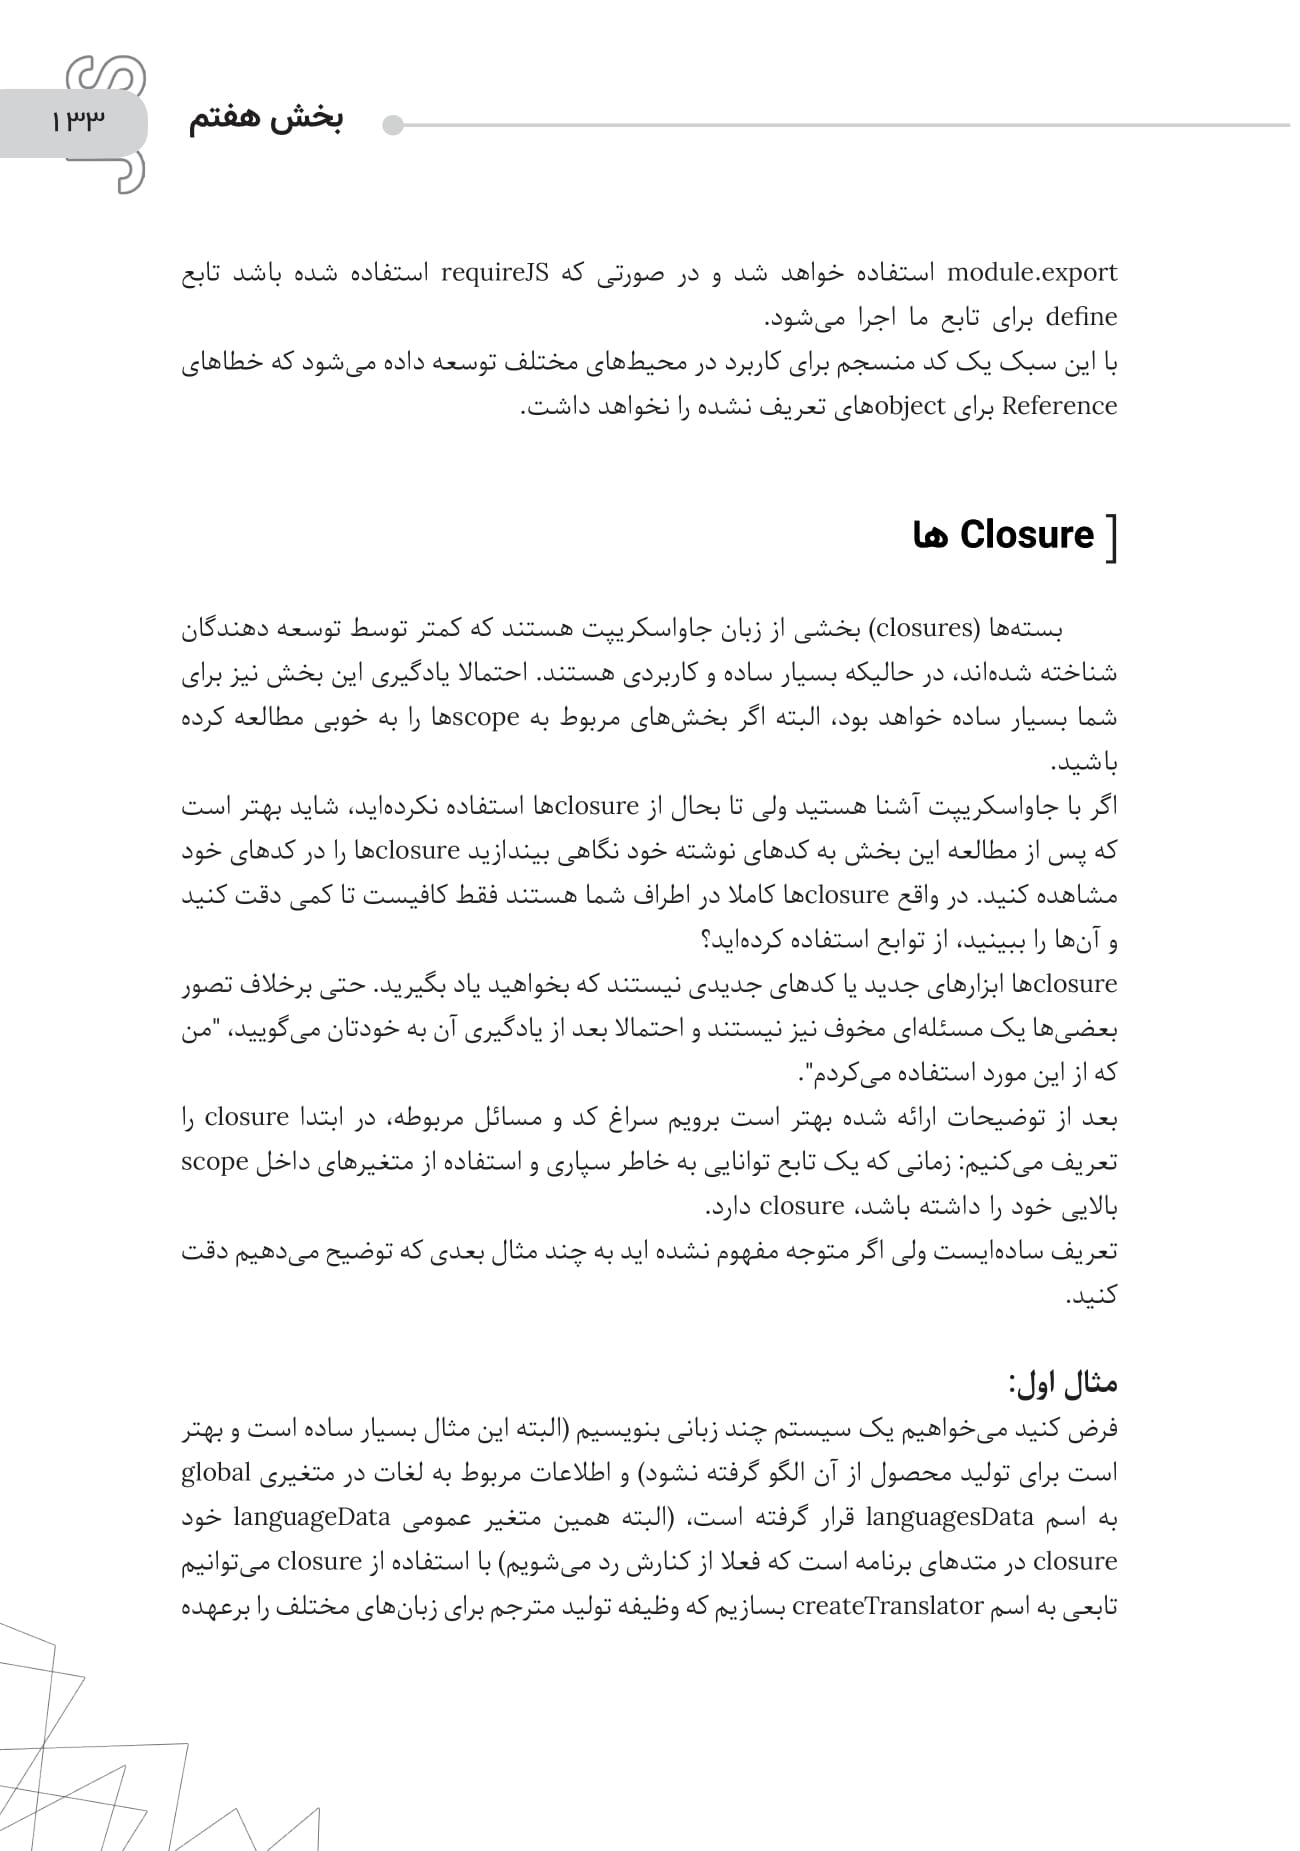 ۱۳۳
بخش هفتم
module.export استفاده خواهد شد و در صورتی که requireJS استفاده شده باشد تابع
define برای تابع ما اجرا می‌شود.
با این سبک یک کد منسجم برای کاربرد در محیط‌های مختلف توسعه داده می‌شود که خطاهای
Reference برای objectهای تعریف نشده را نخواهد داشت.
[ Closure ها
بسته‌ها (closures) بخشی از زبان جاواسکریپت هستند که کمتر توسط توسعه دهندگان
شناخته شده‌اند، در حالیکه بسیار ساده و کاربردی هستند. احتمالا یادگیری این بخش نیز برای
شما بسیار ساده خواهد بود، البته اگر بخش‌های مربوط به scopeها را به خوبی مطالعه کرده
باشید.
اگر با جاواسکریپت آشنا هستید ولی تا بحال از closureها استفاده نکرده‌اید، شاید بهتر است
که پس از مطالعه این بخش به کدهای نوشته خود نگاهی بیندازید closureها را در کدهای خود
مشاهده کنید. در واقع closureها کاملا در اطراف شما هستند فقط کافیست تا کمی دقت کنید
و آن‌ها را ببینید، از توابع استفاده کرده‌اید؟
closureها ابزارهای جدید یا کدهای جدیدی نیستند که بخواهید یاد بگیرید. حتی برخلاف تصور
بعضی‌ها یک مسئله‌ای مخوف نیز نیستند و احتمالا بعد از یادگیری آن به خودتان می‌گویید، "من
که از این مورد استفاده می‌کردم".
بعد از توضیحات ارائه شده بهتر است برویم سراغ کد و مسائل مربوطه، در ابتدا closure را
تعریف می‌کنیم: زمانی که یک تابع توانایی به خاطر سپاری و استفاده از متغیرهای داخل scope
بالایی خود را داشته باشد، closure دارد.
تعریف ساده‌ایست ولی اگر متوجه مفهوم نشده اید به چند مثال بعدی که توضیح می‌دهیم دقت
کنید.
مثال اول:
فرض کنید می‌خواهیم یک سیستم چند زبانی بنویسیم (البته این مثال بسیار ساده است و بهتر
است برای تولید محصول از آن الگو گرفته نشود) و اطلاعات مربوط به لغات در متغیری global
به اسم languagesData قرار گرفته است، (البته همین متغیر عمومی languageData خود
closure در متدهای برنامه است که فعلا از کنارش رد می‌شویم) با استفاده از closure می‌توانیم
تابعی به اسم createTranslator بسازیم که وظیفه تولید مترجم برای زبان‌های مختلف را برعهده